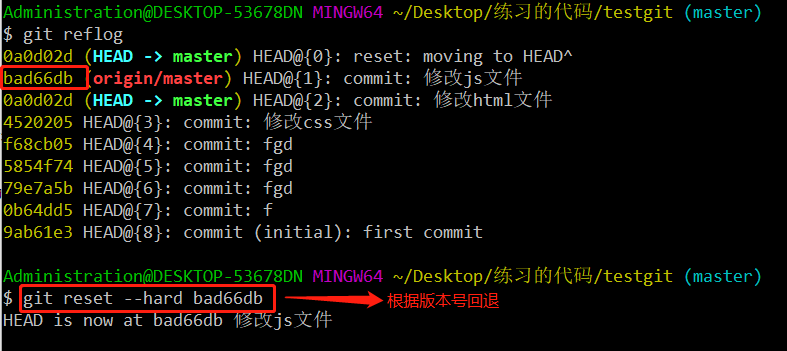 Administration@DESKTOP-53678DN MINGW64 ~/Desktop/练习的代码/testgit (master)
$ git reflog
0a0d02d (HEAD -> master) HEAD@{0}: reset: moving to HEAD^
bad66db (origin/master) HEAD@{1}: commit: 修改js文件
0a0d02d (HEAD -> master) HEAD@{2}: commit: 修改html文件
4520205 HEAD@{3}: commit: 修改css文件
f68cb05 HEAD@{4}: commit: fgd
5854f74 HEAD@{5}: commit: fgd
79e7a5b HEAD@{6}: commit: fgd
0b64dd5 HEAD@{7}: commit: f
9ab61e3 HEAD@{8}: commit (initial): first commit
Administration@DESKTOP-53678DN MINGW64 ~/Desktop/练习的代码/testgit (master)
$ git reset --hard bad66db 根据版本号回退
HEAD is now at bad66db 修改js文件